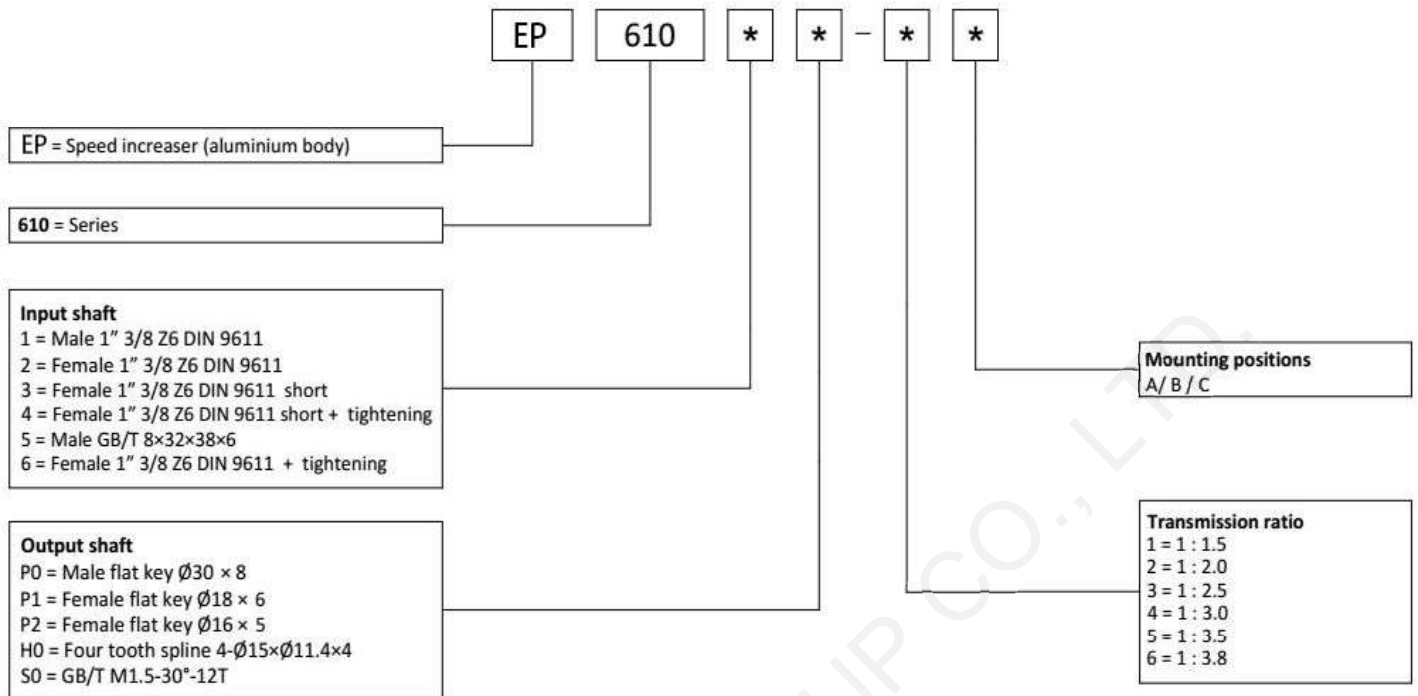 EP 610 * * – * *
EP = Speed increaser (aluminium body)
610 = Series
Input shaft
1 = Male 1″ 3/8 Z6 DIN 9611
2 = Female 1″ 3/8 Z6 DIN 9611
3 = Female 1″ 3/8 Z6 DIN 9611 short
4 = Female 1″ 3/8 Z6 DIN 9611 short + tightening
5 = Male GB/T 8×32×38×6
6 = Female 1″ 3/8 Z6 DIN 9611 + tightening
Output shaft
P0 = Male flat key Ø30 × 8
P1 = Female flat key Ø18 × 6
P2 = Female flat key Ø16 × 5
H0 = Four tooth spline 4-Ø15×Ø11.4×4
S0 = GB/T M1.5-30°-12T
Mounting positions
A/ B / C
Transmission ratio
1 = 1 : 1.5
2 = 1 : 2.0
3 = 1 : 2.5
4 = 1 : 3.0
5 = 1 : 3.5
6 = 1 : 3.8
CO., LTD.